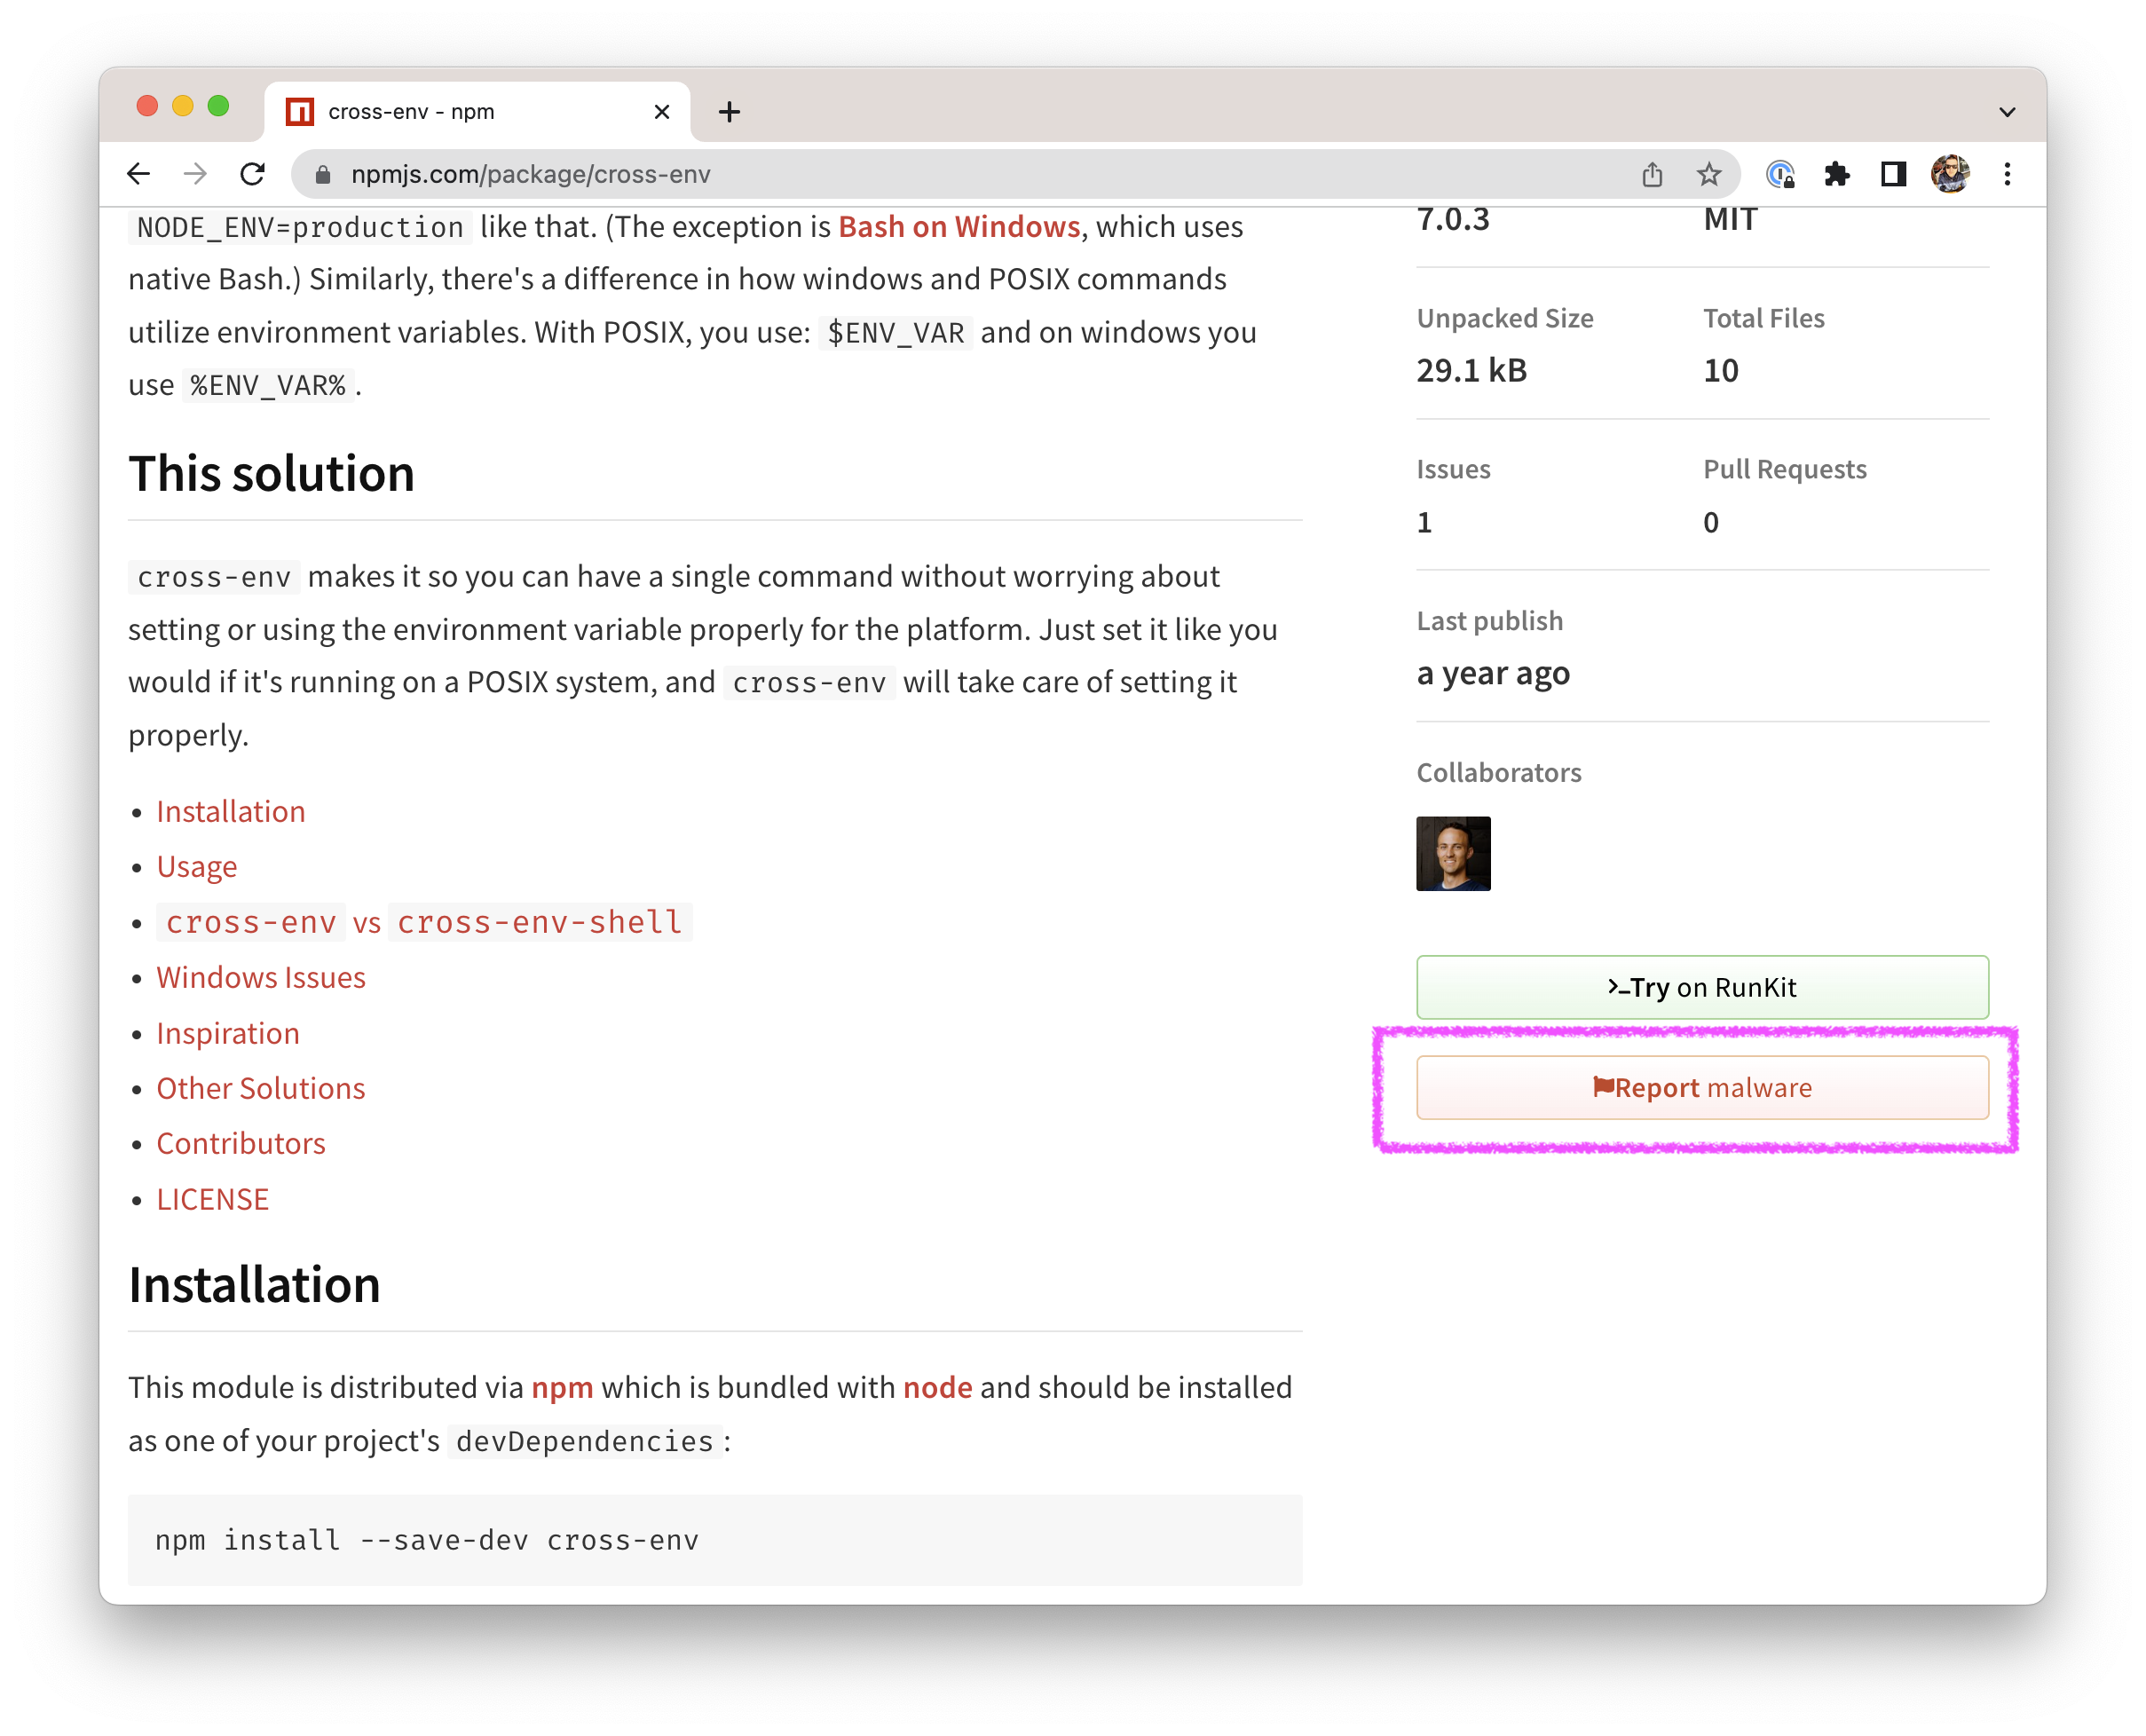 cross-env - npm
npmjs.com/package/cross-env
NODE_ENV=production like that. (The exception is Bash on Windows, which uses
native Bash.) Similarly, there's a difference in how windows and POSIX commands
utilize environment variables. With POSIX, you use: $ENV_VAR and on windows you
use %ENV_VAR%.
This solution
cross-env makes it so you can have a single command without worrying about
setting or using the environment variable properly for the platform. Just set it like you
would if it's running on a POSIX system, and cross-env will take care of setting it
properly.
• Installation
• Usage
• cross-env vs cross-env-shell
• Windows Issues
• Inspiration
• Other Solutions
• Contributors
• LICENSE
Installation
This module is distributed via npm which is bundled with node and should be installed
as one of your project's devDependencies:
npm install --save-dev cross-env
7.0.3 MIT
Unpacked Size Total Files
29.1 kB 10
Issues Pull Requests
1 0
Last publish
a year ago
Collaborators
>_Try on RunKit
Report malware